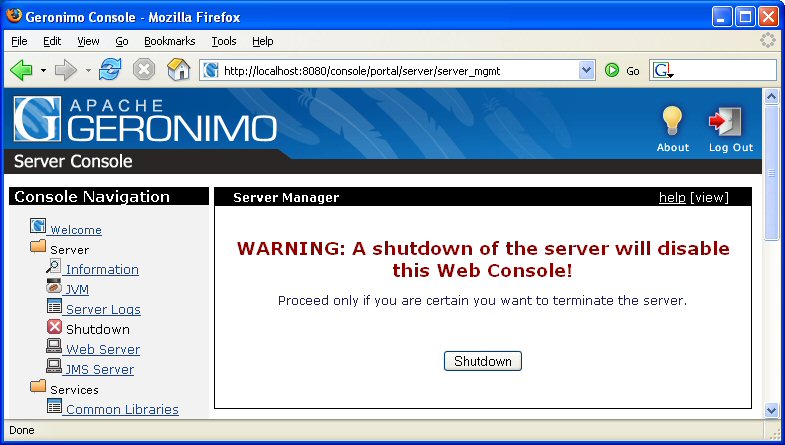 Geronimo Console - Mozilla Firefox
File Edit View Go Bookmarks Tools Help
http://localhost:8080/console/portal/server/server_mgmt Go G
APACHE
GERONIMO
Server Console
About Log Out
Console Navigation
Welcome
Server
Information
JVM
Server Logs
Shutdown
Web Server
JMS Server
Services
Common Libraries
Server Manager help [view]
WARNING: A shutdown of the server will disable
this Web Console!
Proceed only if you are certain you want to terminate the server.
Shutdown
Done